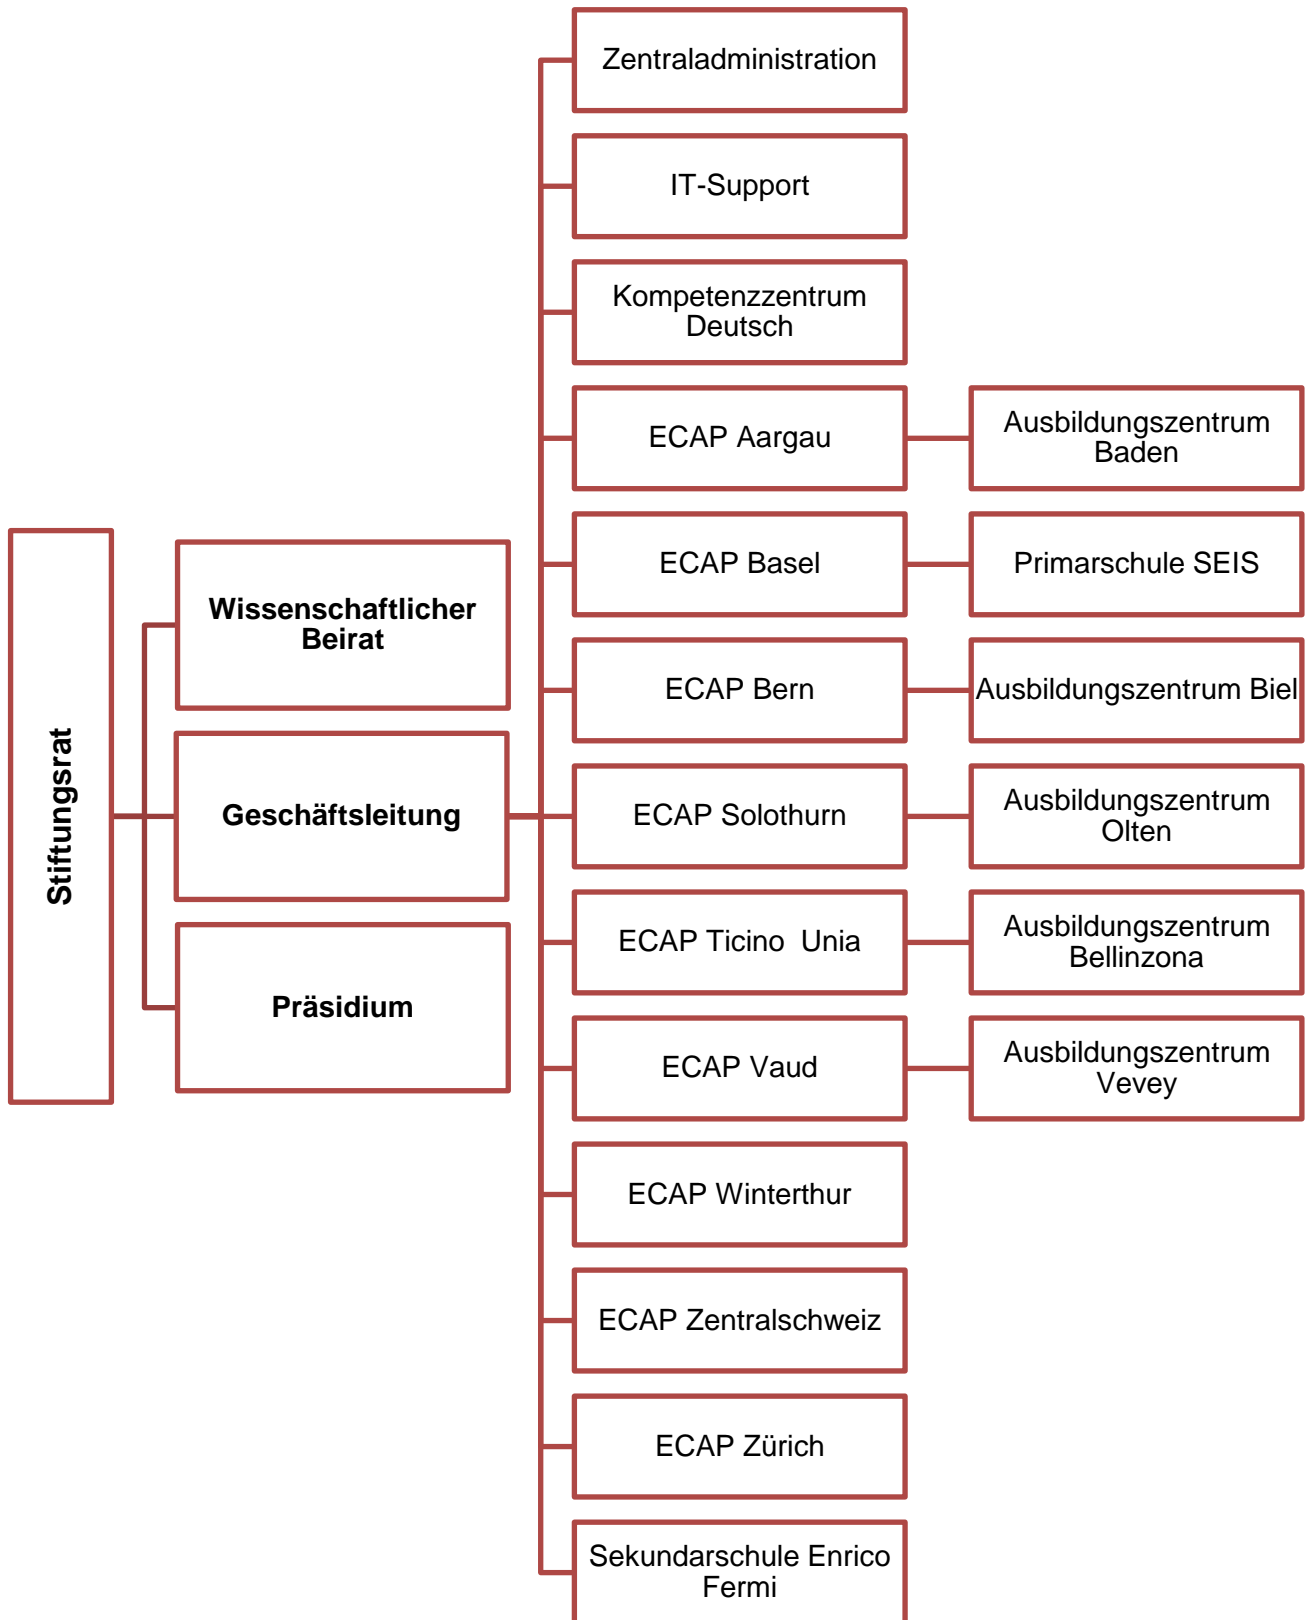 Stiftungsrat
Wissenschaftlicher
Beirat
Geschäftsleitung
Präsidium
Zentraladministration
IT-Support
Kompetenzzentrum
Deutsch
ECAP Aargau
Ausbildungszentrum
Baden
ECAP Basel
Primarschule SEIS
ECAP Bern
Ausbildungszentrum Biel
ECAP Solothurn
Ausbildungszentrum
Olten
ECAP Ticino  Unia
Ausbildungszentrum
Bellinzona
ECAP Vaud
Ausbildungszentrum
Vevey
ECAP Winterthur
ECAP Zentralschweiz
ECAP Zürich
Sekundarschule Enrico
Fermi